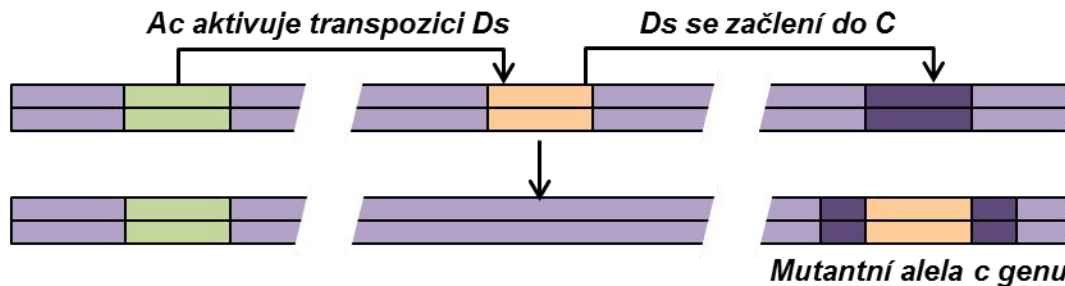 Ac aktivuje transpozici Ds
Ds se začlení do C
Mutantní alela c genu